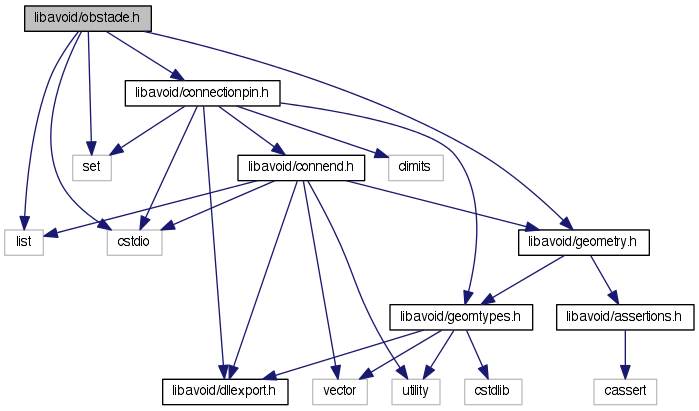 libavoid/obstacle.h
libavoid/connectionpin.h
set
libavoid/connend.h
climits
list
cstdio
libavoid/geometry.h
libavoid/geomtypes.h
libavoid/assertions.h
libavoid/dllexport.h
vector
utility
cstdlib
cassert